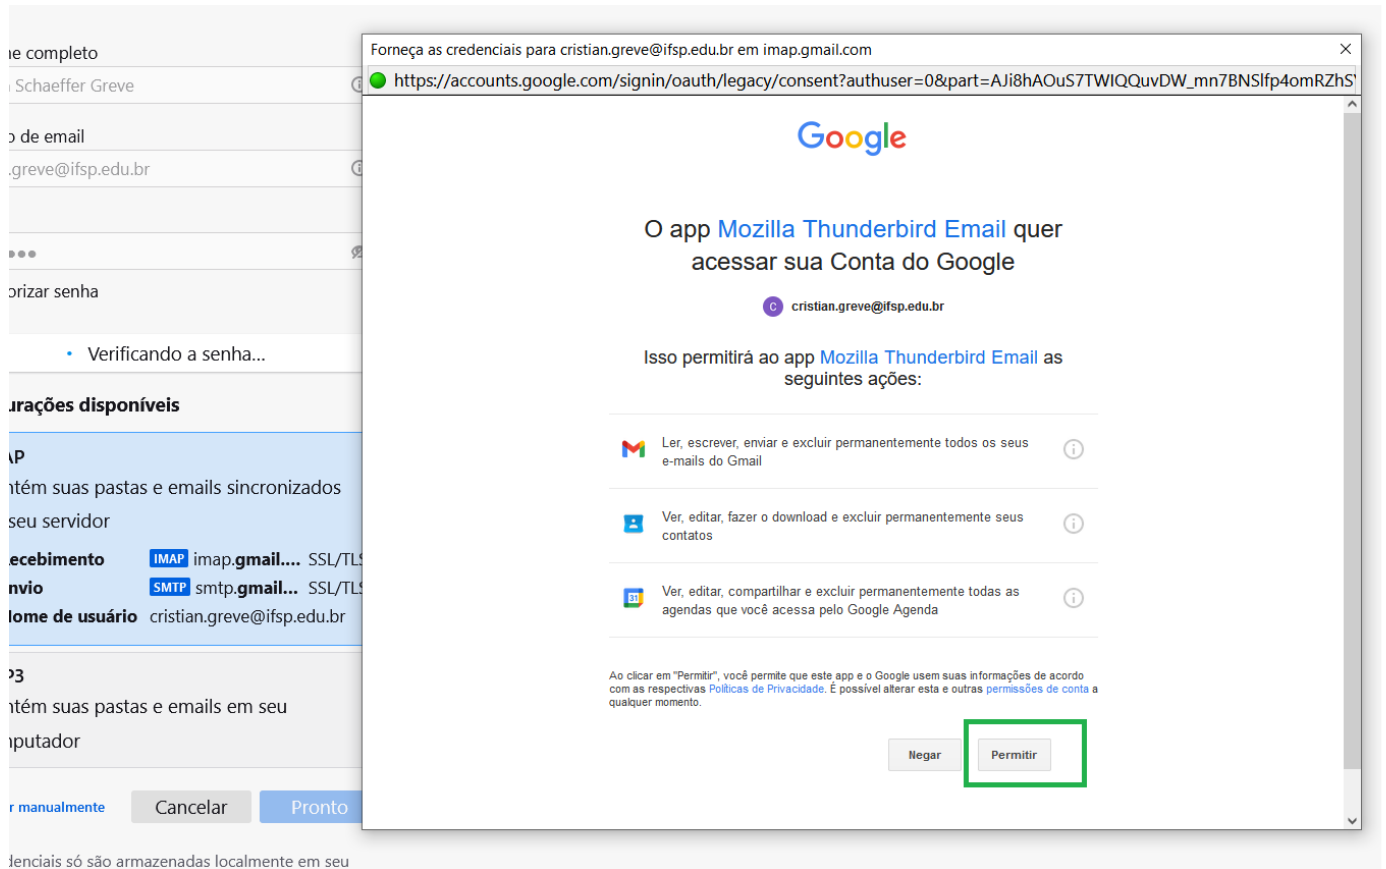 Forneça as credenciais para cristian.greve@ifsp.edu.br em imap.gmail.com
https://accounts.google.com/signin/oauth/legacy/consent?authuser=0&part=AJi8hAOuS7TWIQQuvDW_mn7BNSlfp4omRZhS
Google
O app Mozilla Thunderbird Email quer
acessar sua Conta do Google
C cristian.greve@ifsp.edu.br
Isso permitirá ao app Mozilla Thunderbird Email as
seguintes ações:
Ler, escrever, enviar e excluir permanentemente todos os seus
e-mails do Gmail
Ver, editar, fazer o download e excluir permanentemente seus
contatos
31
Ver, editar, compartilhar e excluir permanentemente todas as
agendas que você acessa pelo Google Agenda
Ao clicar em "Permitir", você permite que este app e o Google usem suas informações de acordo
com as respectivas Políticas de Privacidade. É possível alterar esta e outras permissões de conta a
qualquer momento.
Negar Permitir
ne completo
Schaeffer Greve
o de email
.greve@ifsp.edu.br
orizar senha
Verificando a senha...
urações disponíveis
AP
ntém suas pastas e emails sincronizados
seu servidor
ecebimento IMAP imap.gmail.... SSL/TLS
nvio SMTP smtp.gmail... SSL/TLS
Nome de usuário cristian.greve@ifsp.edu.br
P3
ntém suas pastas e emails em seu
nputador
r manualmente Cancelar Pronto
denciais só são armazenadas localmente em seu